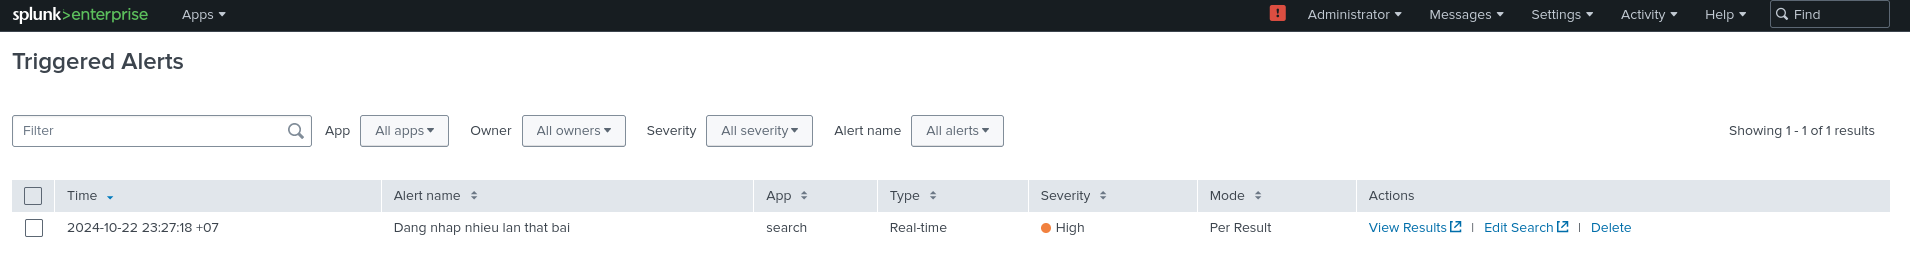 splunk>enterprise Apps ! Administrator Messages Settings Activity Help Find
Triggered Alerts
Filter App All apps Owner All owners Severity All severity Alert name All alerts Showing 1 - 1 of 1 results
Time Alert name App Type Severity Mode Actions
2024-10-22 23:27:18 +07 Dang nhap nhieu lan that bai search Real-time High Per Result View Results | Edit Search | Delete